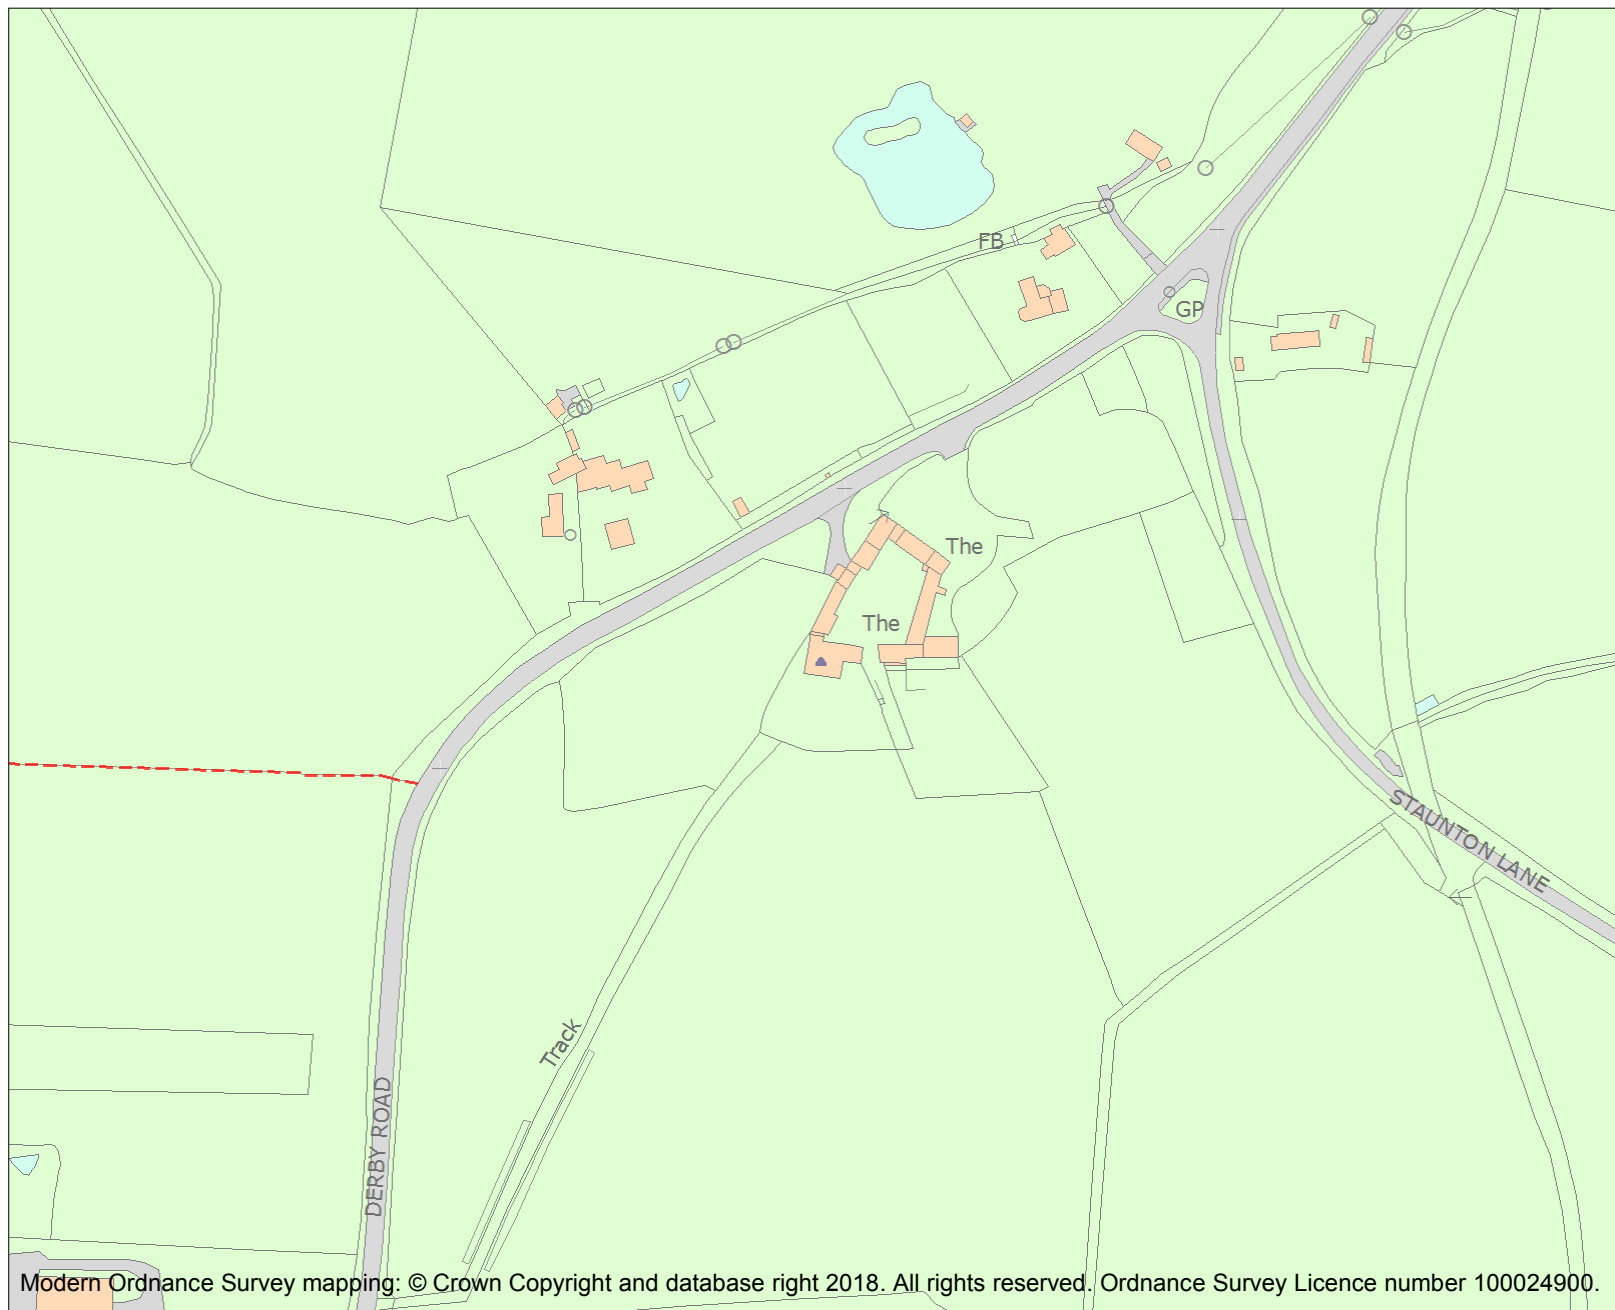 FB
GP
The
The
STAUNTON LANE
Track
DERBY ROAD
Modern Ordnance Survey mapping: © Crown Copyright and database right 2018. All rights reserved. Ordnance Survey Licence number 100024900.